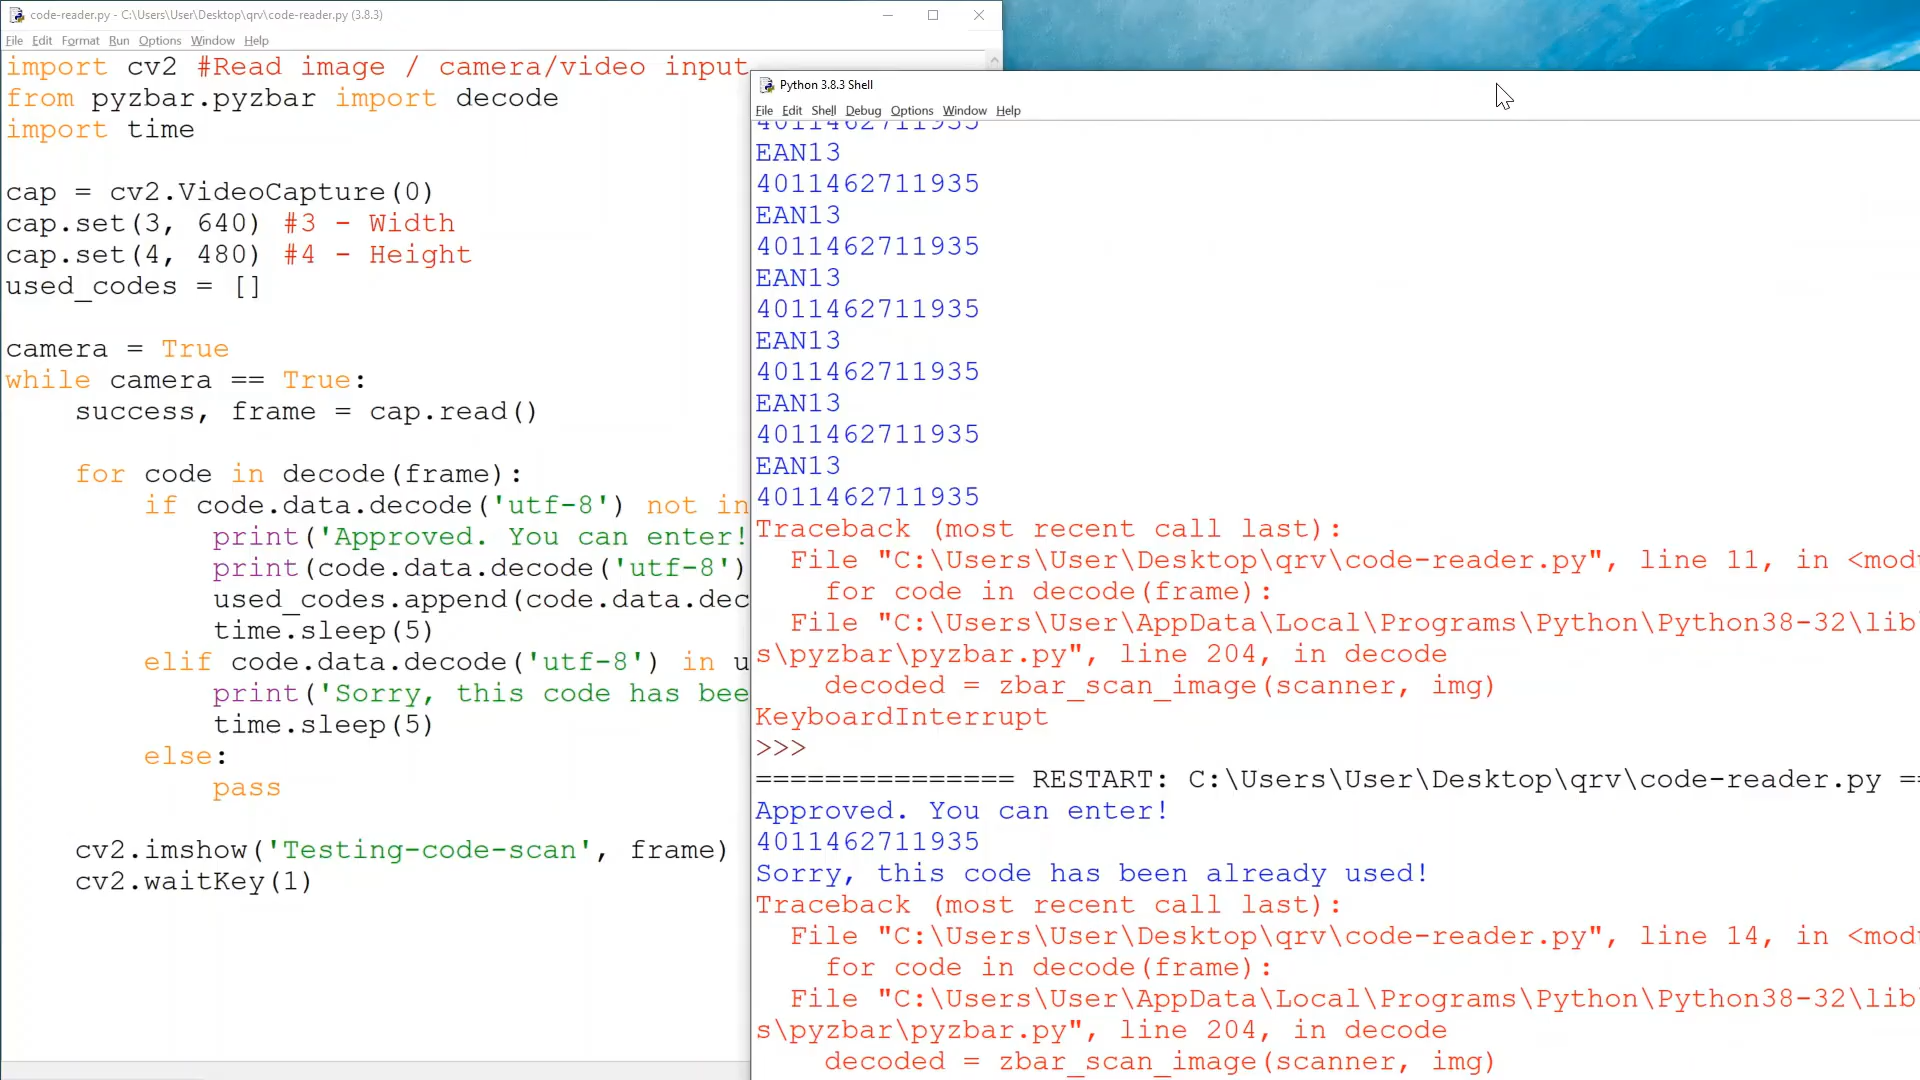 code-reader.py - C:\Users\User\Desktop\qrv\code-reader.py (3.8.3)
File Edit Format Run Options Window Help
import cv2 #Read image / camera/video input
from pyzbar.pyzbar import decode
import time
cap = cv2.VideoCapture(0)
cap.set(3, 640) #3 - Width
cap.set(4, 480) #4 - Height
used_codes = []
camera = True
while camera == True:
success, frame = cap.read()
for code in decode(frame):
if code.data.decode('utf-8') not in
print('Approved. You can enter!
print(code.data.decode('utf-8')
used_codes.append(code.data.dec
time.sleep(5)
elif code.data.decode('utf-8') in u
print('Sorry, this code has bee
time.sleep(5)
else:
pass
cv2.imshow('Testing-code-scan', frame)
cv2.waitKey(1)
Python 3.8.3 Shell
File Edit Shell Debug Options Window Help
4011462711935
EAN13
4011462711935
EAN13
4011462711935
EAN13
4011462711935
EAN13
4011462711935
EAN13
4011462711935
EAN13
4011462711935
Traceback (most recent call last):
File "C:\Users\User\Desktop\qrv\code-reader.py", line 11, in <modu
for code in decode(frame):
File "C:\Users\User\AppData\Local\Programs\Python\Python38-32\lib
s\pyzbar\pyzbar.py", line 204, in decode
decoded = zbar_scan_image(scanner, img)
KeyboardInterrupt
>>>
=============== RESTART: C:\Users\User\Desktop\qrv\code-reader.py ==
Approved. You can enter!
4011462711935
Sorry, this code has been already used!
Traceback (most recent call last):
File "C:\Users\User\Desktop\qrv\code-reader.py", line 14, in <modu
for code in decode(frame):
File "C:\Users\User\AppData\Local\Programs\Python\Python38-32\lib
s\pyzbar\pyzbar.py", line 204, in decode
decoded = zbar_scan_image(scanner, img)